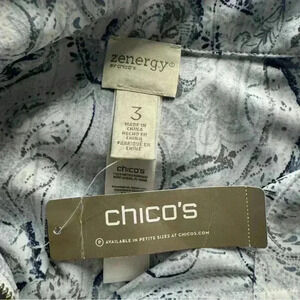 zenergy®
BY CHICO'S
3
MADE IN
CHINA
HECHO EN
CHINA
FABRIQUE EN
CHINE
CHICO'S
chico's
P AVAILABLE IN PETITE SIZES AT CHICOS.COM